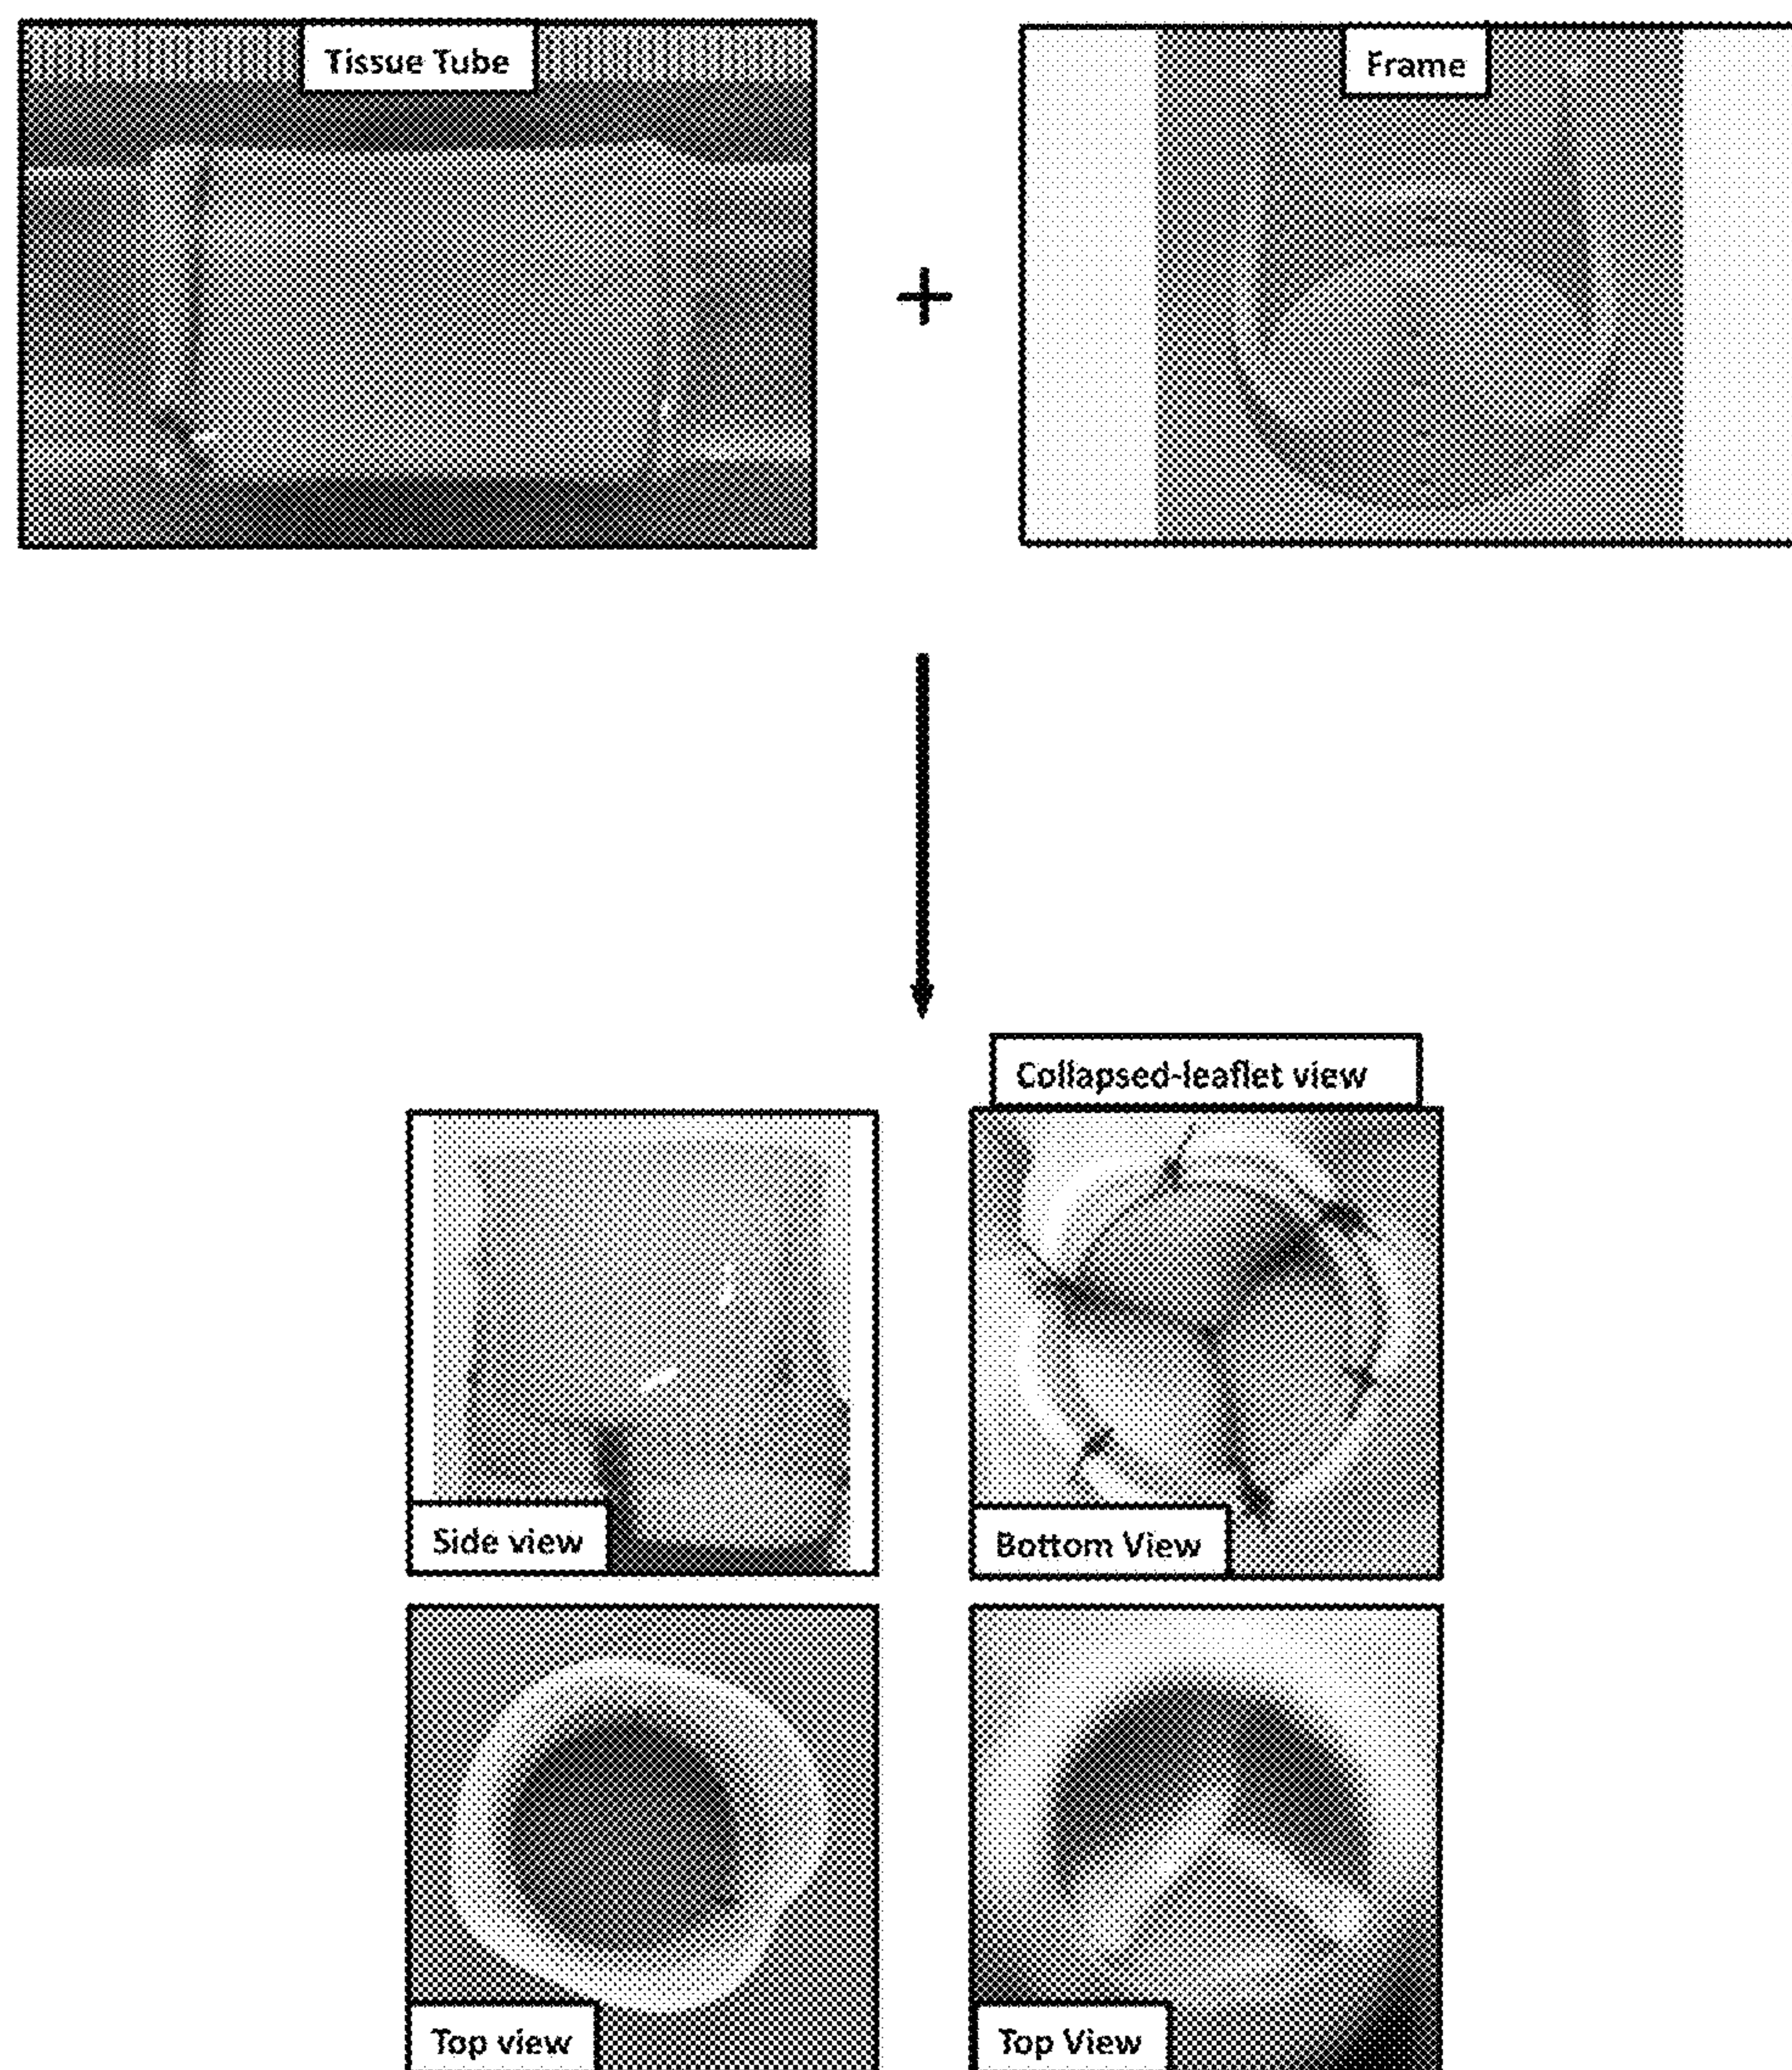 Tissue Tube
Frame
+
Collapsed-leaflet view
Side view
Bottom View
Top view
Top View